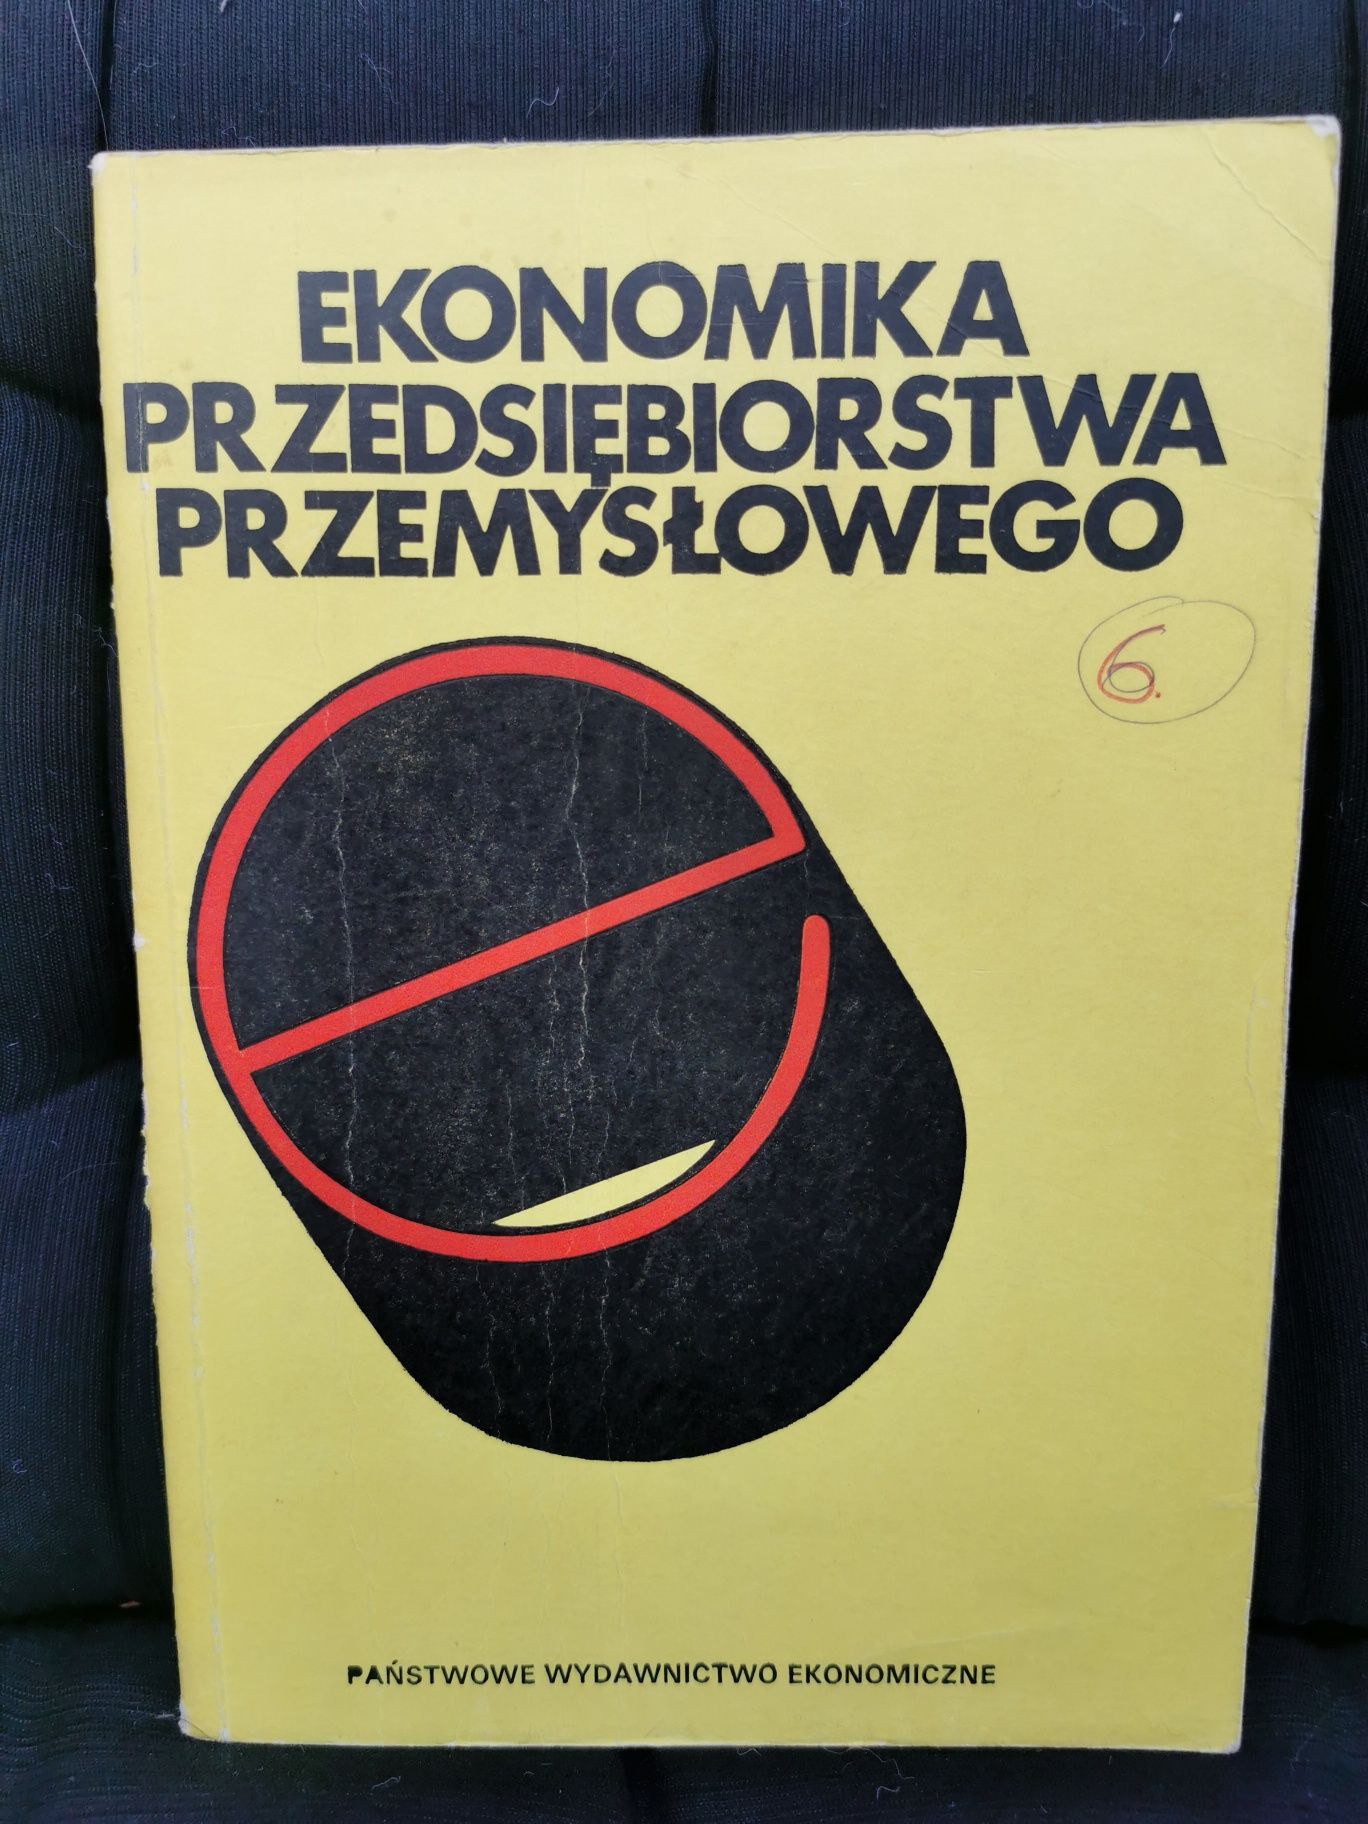 EKONOMIKA
PRZEDSIĘBIORSTWA
PRZEMYSŁOWEGO
6.
e
PAŃSTWOWE WYDAWNICTWO EKONOMICZNE